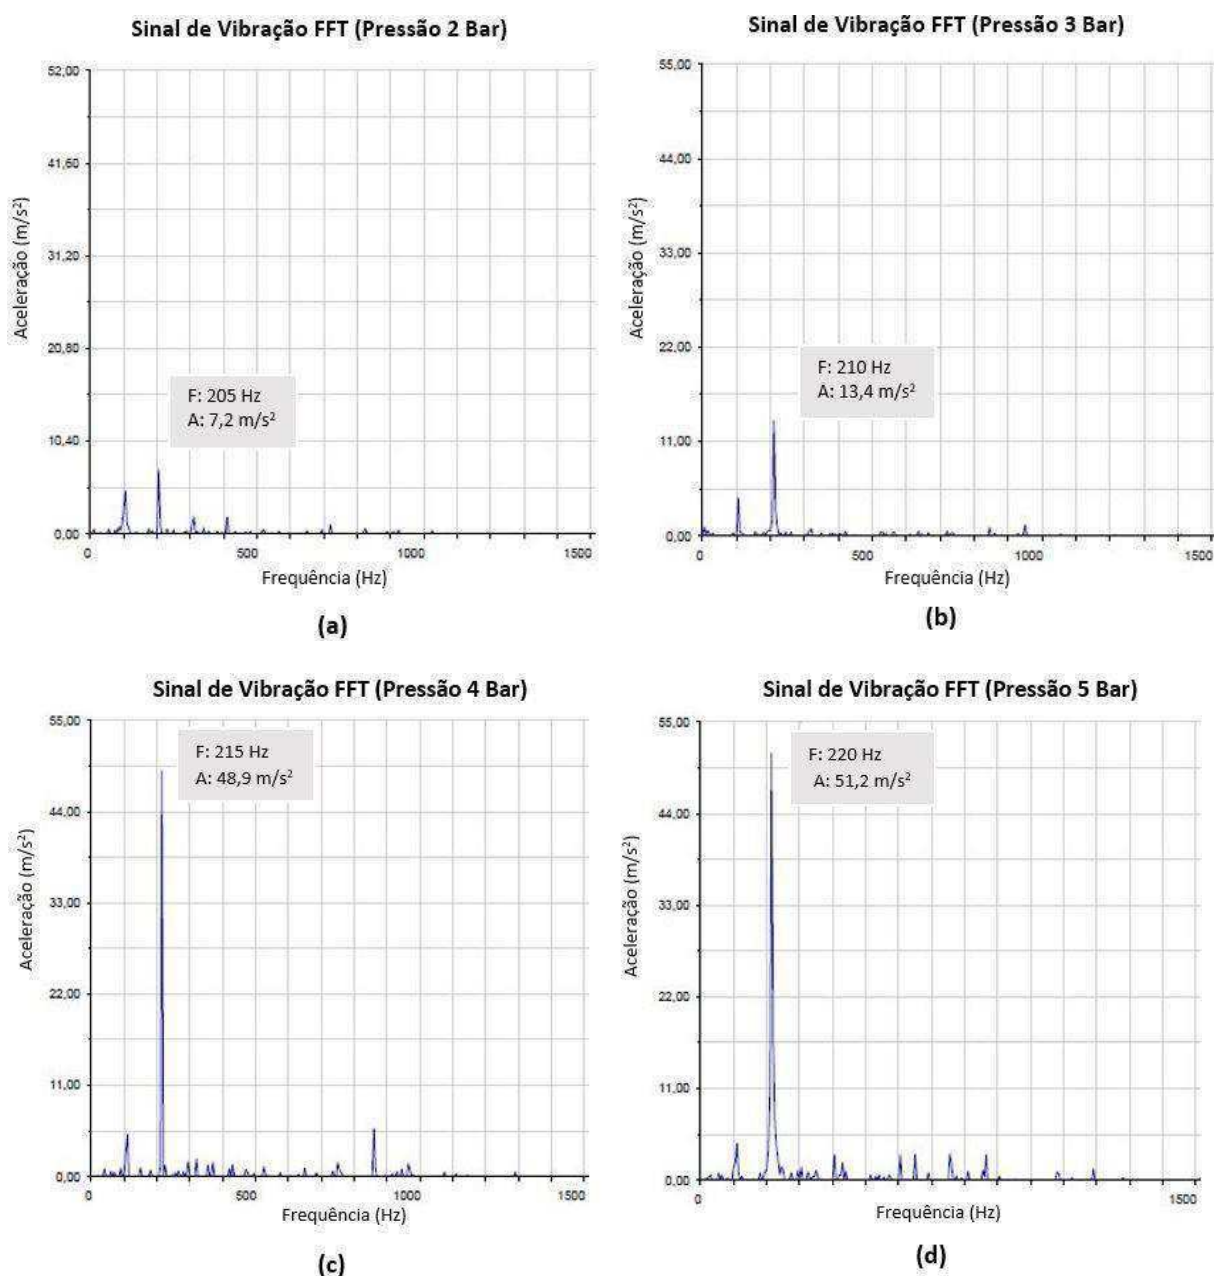 Sinal de Vibração FFT (Pressão 2 Bar)
52,00
41,60
31,20
20,80
10,40
0,00
Aceleração (m/s²)
F: 205 Hz
A: 7,2 m/s²
0
500
1000
1500
Frequência (Hz)
(a)
Sinal de Vibração FFT (Pressão 3 Bar)
55,00
44,00
33,00
22,00
11,00
0,00
Aceleração (m/s²)
F: 210 Hz
A: 13,4 m/s²
0
500
1000
1500
Frequência (Hz)
(b)
Sinal de Vibração FFT (Pressão 4 Bar)
55,00
44,00
33,00
22,00
11,00
0,00
Aceleração (m/s²)
F: 215 Hz
A: 48,9 m/s²
0
500
1000
1500
Frequência (Hz)
(c)
Sinal de Vibração FFT (Pressão 5 Bar)
55,00
44,00
33,00
22,00
11,00
0,00
Aceleração (m/s²)
F: 220 Hz
A: 51,2 m/s²
0
500
1000
1500
Frequência (Hz)
(d)